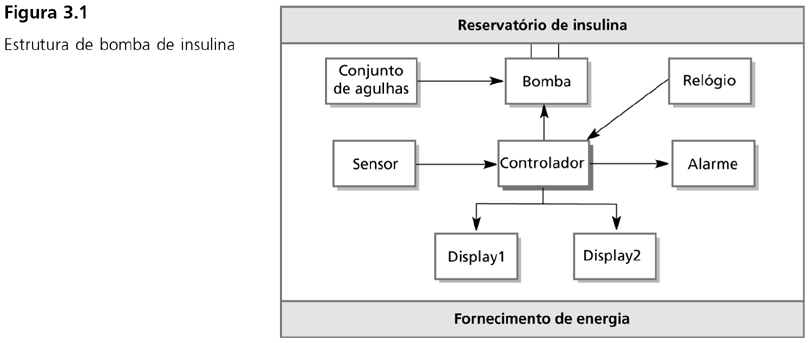 Figura 3.1
Estrutura de bomba de insulina
Reservatório de insulina
Conjunto
de agulhas
Bomba
Relógio
Sensor
Controlador
Alarme
Display1
Display2
Fornecimento de energia